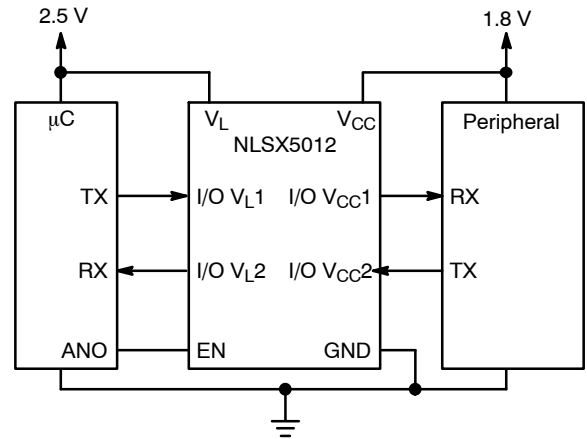 2.5 V 1.8 V
μC V_L V_CC Peripheral
NLSX5012
TX I/O V_L1 I/O V_CC1 RX
RX I/O V_L2 I/O V_CC2 TX
ANO EN GND